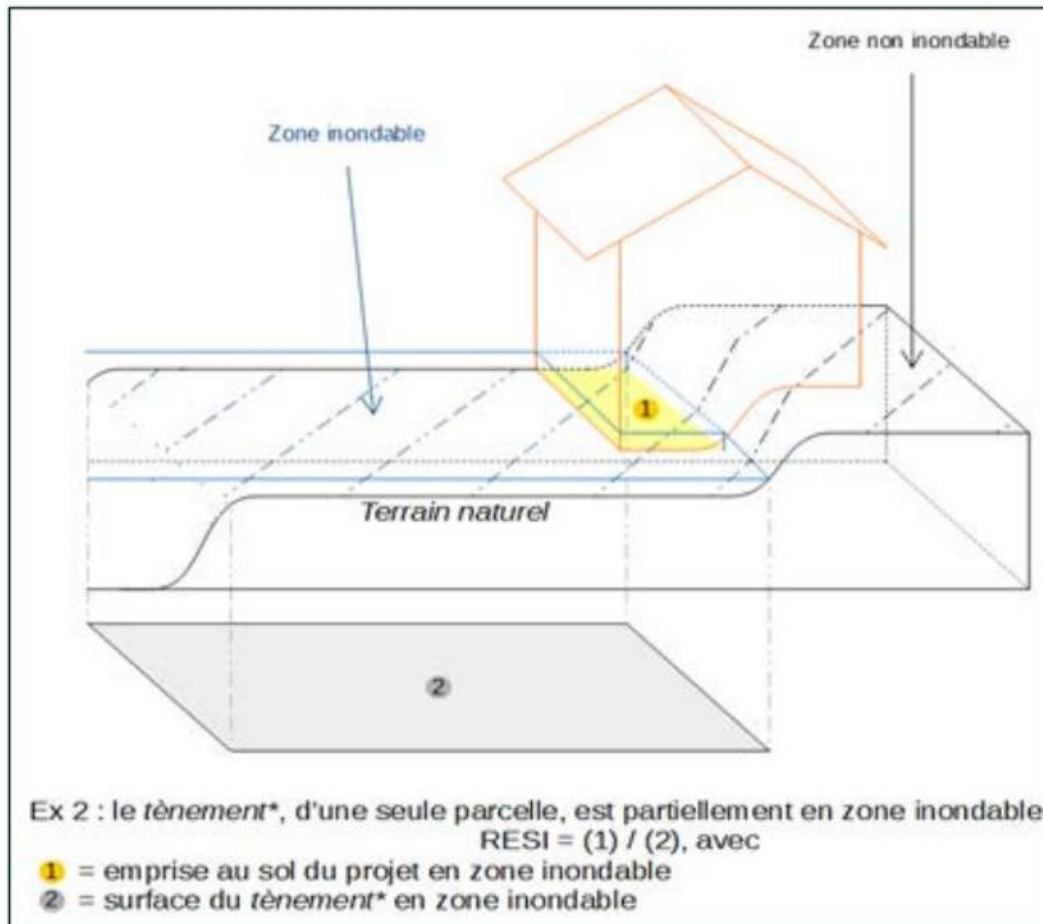 Zone non inondable
Zone inondable
1
Terrain naturel
2
Ex 2 : le tènement*, d'une seule parcelle, est partiellement en zone inondable
RESI = (1) / (2), avec
1 = emprise au sol du projet en zone inondable
2 = surface du tènement* en zone inondable